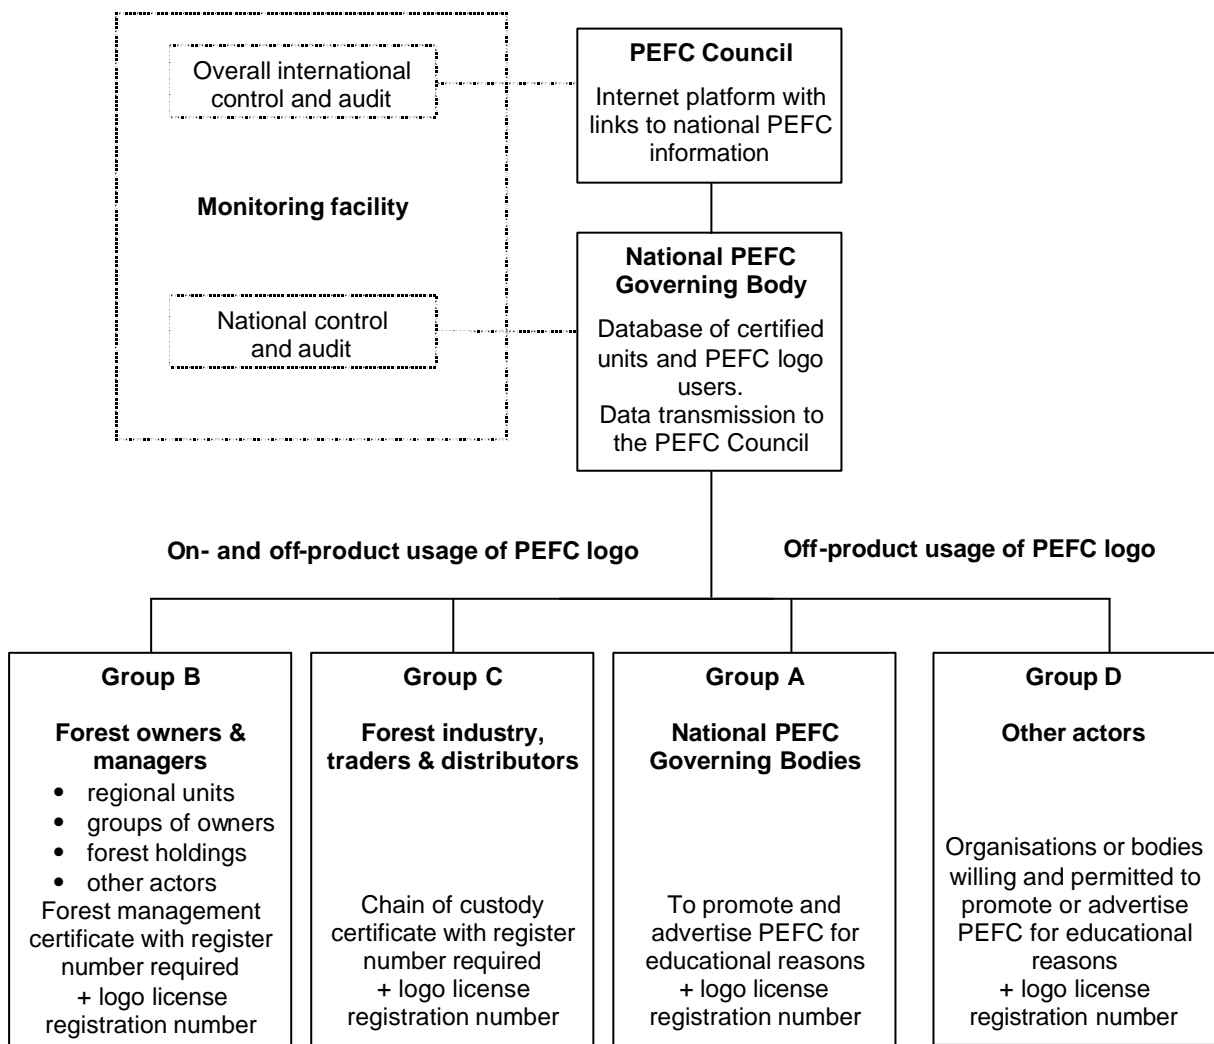 Overall international
control and audit
Monitoring facility
National control
and audit
PEFC Council
Internet platform with
links to national PEFC
information
National PEFC
Governing Body
Database of certified
units and PEFC logo
users.
Data transmission to
the PEFC Council
On- and off-product usage of PEFC logo
Off-product usage of PEFC logo
Group B
Forest owners &
managers
• regional units
• groups of owners
• forest holdings
• other actors
Forest management
certificate with register
number required
+ logo license
registration number
Group C
Forest industry,
traders & distributors
Chain of custody
certificate with register
number required
+ logo license
registration number
Group A
National PEFC
Governing Bodies
To promote and
advertise PEFC for
educational reasons
+ logo license
registration number
Group D
Other actors
Organisations or bodies
willing and permitted to
promote or advertise
PEFC for educational
reasons
+ logo license
registration number